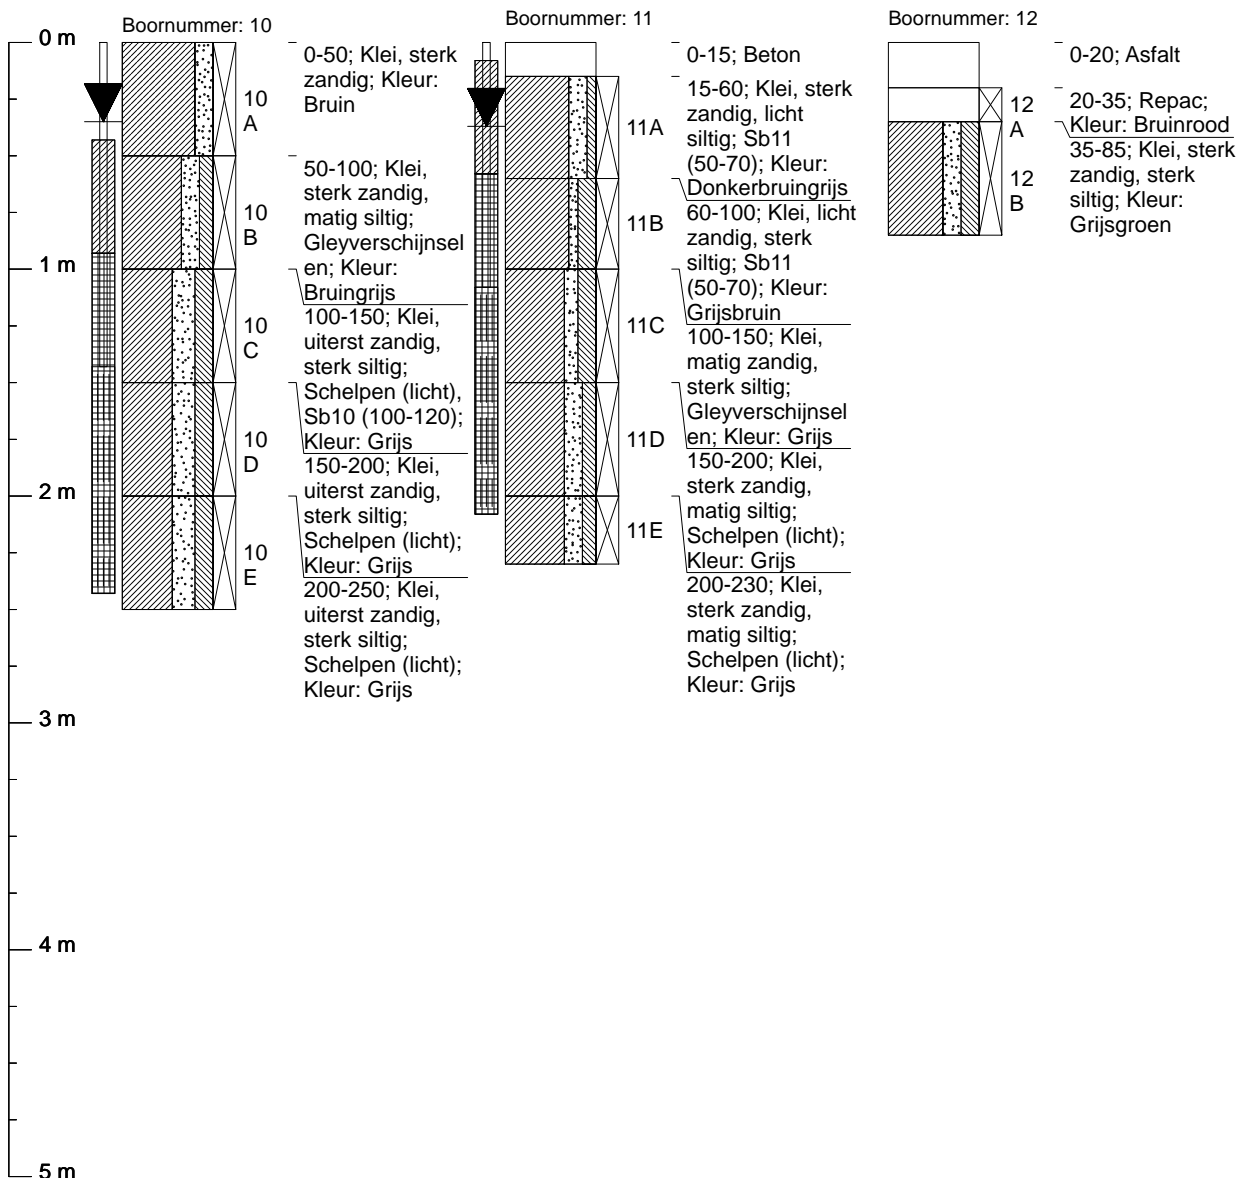 Boornummer: 10
0 m
1 m
2 m
3 m
4 m
5 m
10
A
10
B
10
C
10
D
10
E
0-50; Klei, sterk
zandig; Kleur:
Bruin
50-100; Klei,
sterk zandig,
matig siltig;
Gleyverschijnsel
en; Kleur:
Bruingrijs
100-150; Klei,
uiterst zandig,
sterk siltig;
Schelpen (licht),
Sb10 (100-120);
Kleur: Grijs
150-200; Klei,
uiterst zandig,
sterk siltig;
Schelpen (licht);
Kleur: Grijs
200-250; Klei,
uiterst zandig,
sterk siltig;
Schelpen (licht);
Kleur: Grijs
Boornummer: 11
11A
11B
11C
11D
11E
0-15; Beton
15-60; Klei, sterk
zandig, licht
siltig; Sb11
(50-70); Kleur:
Donkerbruingrijs
60-100; Klei, licht
zandig, sterk
siltig; Sb11
(50-70); Kleur:
Grijsbruin
100-150; Klei,
matig zandig,
sterk siltig;
Gleyverschijnsel
en; Kleur: Grijs
150-200; Klei,
sterk zandig,
matig siltig;
Schelpen (licht);
Kleur: Grijs
200-230; Klei,
sterk zandig,
matig siltig;
Schelpen (licht);
Kleur: Grijs
Boornummer: 12
12
A
12
B
0-20; Asfalt
20-35; Repac;
Kleur: Bruinrood
35-85; Klei, sterk
zandig, sterk
siltig; Kleur:
Grijsgroen